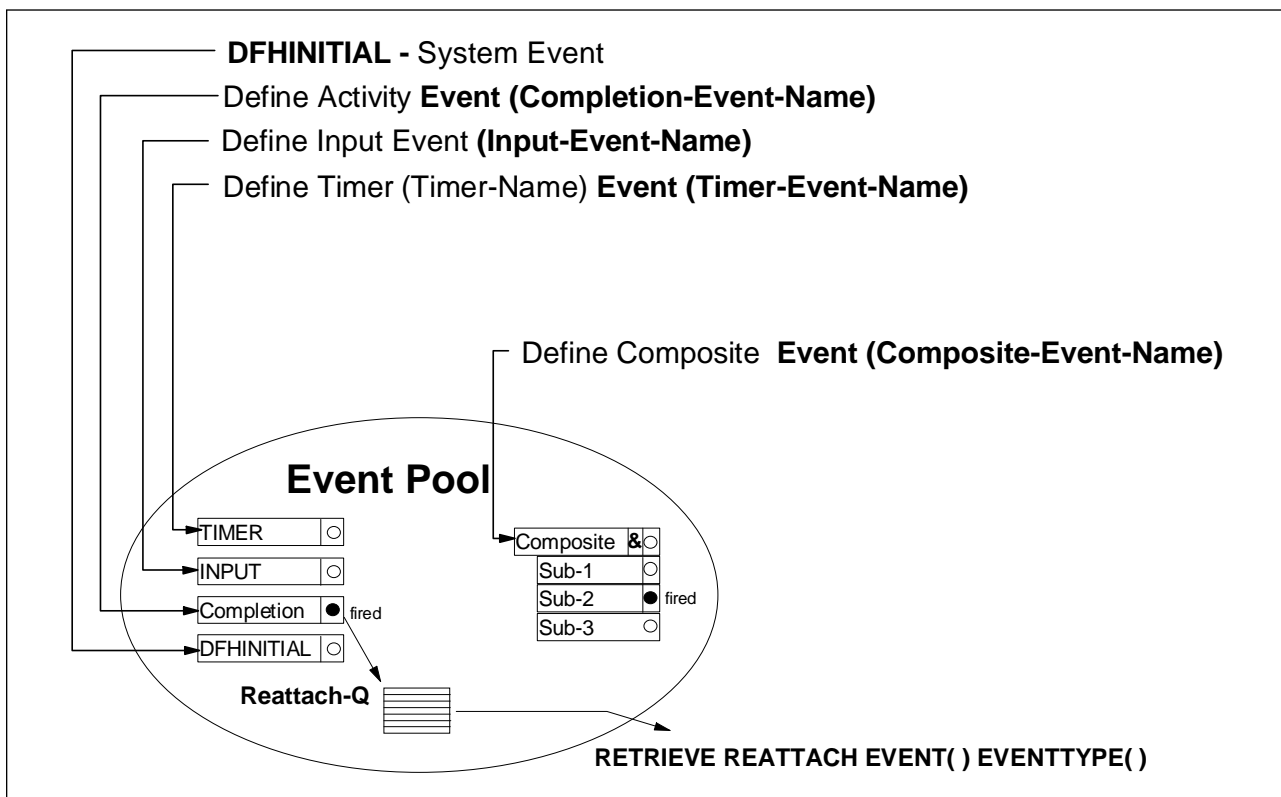 DFHINITIAL - System Event
Define Activity Event (Completion-Event-Name)
Define Input Event (Input-Event-Name)
Define Timer (Timer-Name) Event (Timer-Event-Name)
Define Composite Event (Composite-Event-Name)
Event Pool
TIMER
INPUT
Completion fired
DFHINITIAL
Composite &
Sub-1
Sub-2 fired
Sub-3
Reattach-Q
RETRIEVE REATTACH EVENT( ) EVENTTYPE( )